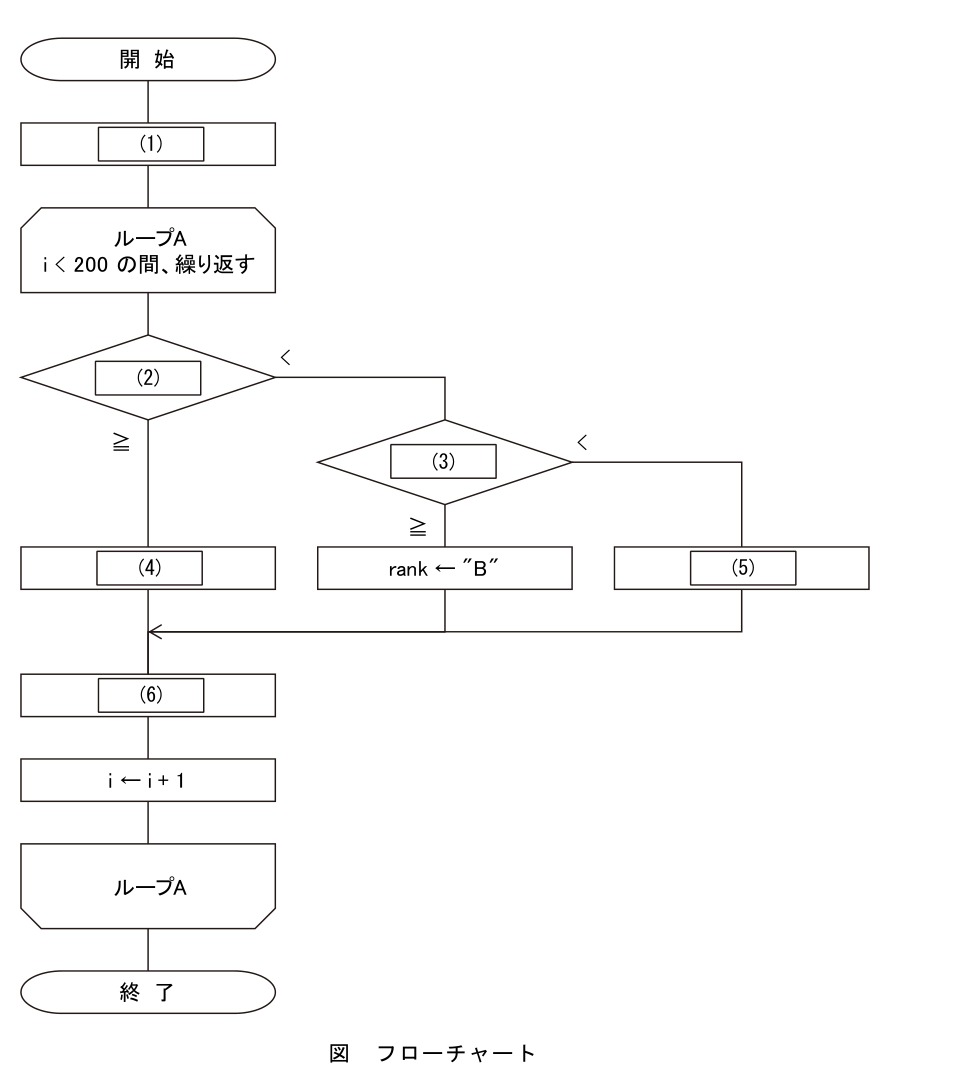 開 始
(1)
ループA
i < 200 の間、繰り返す
(2)
<
≧
(3)
<
≧
(4)
rank ← ″B″
(5)
(6)
i ← i + 1
ループA
終 了
図 フローチャート